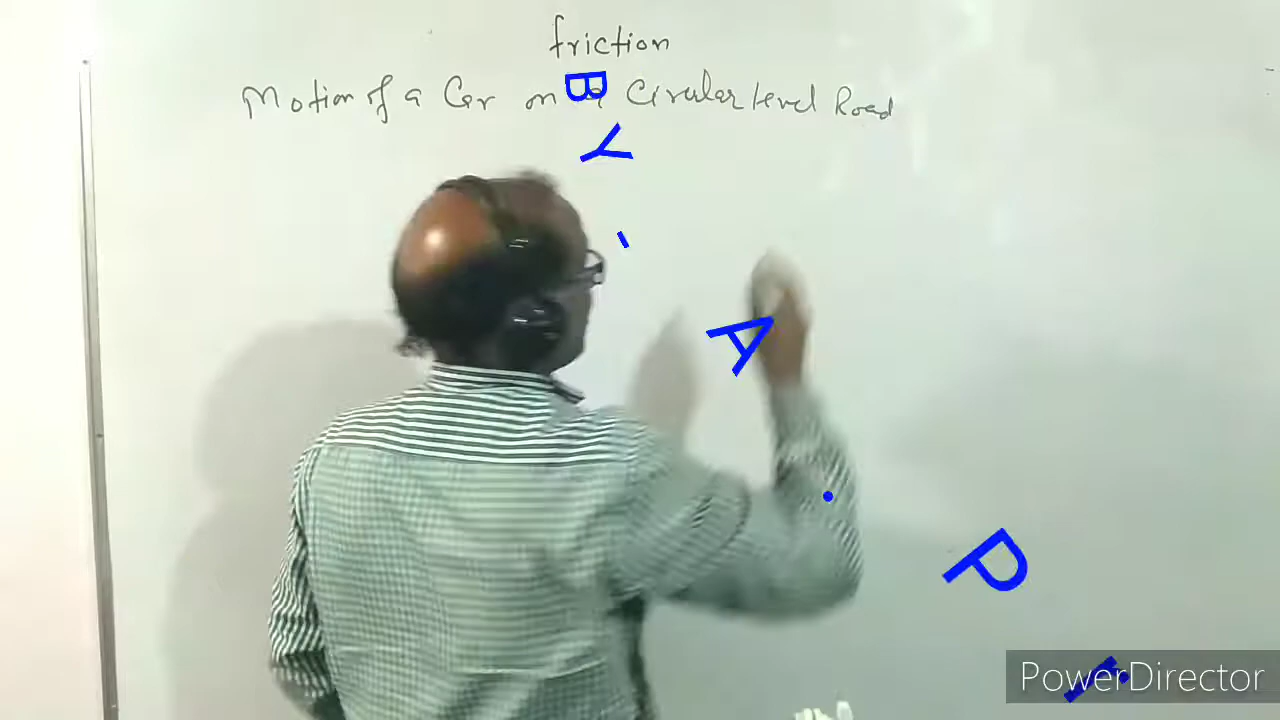 friction
Motion of a Car on a Circular level Road
B
Y
-
A
.
P
PowerDirector